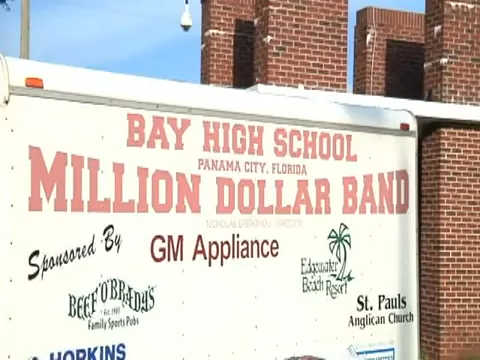 BAY HIGH SCHOOL
PANAMA CITY, FLORIDA
MILLION DOLLAR BAND
Sponsored By
GM Appliance
Edgewater
Beach Resort
BEEF'O'BRADY'S
Family Sports Pubs
St. Pauls
Anglican Church
HOPKINS